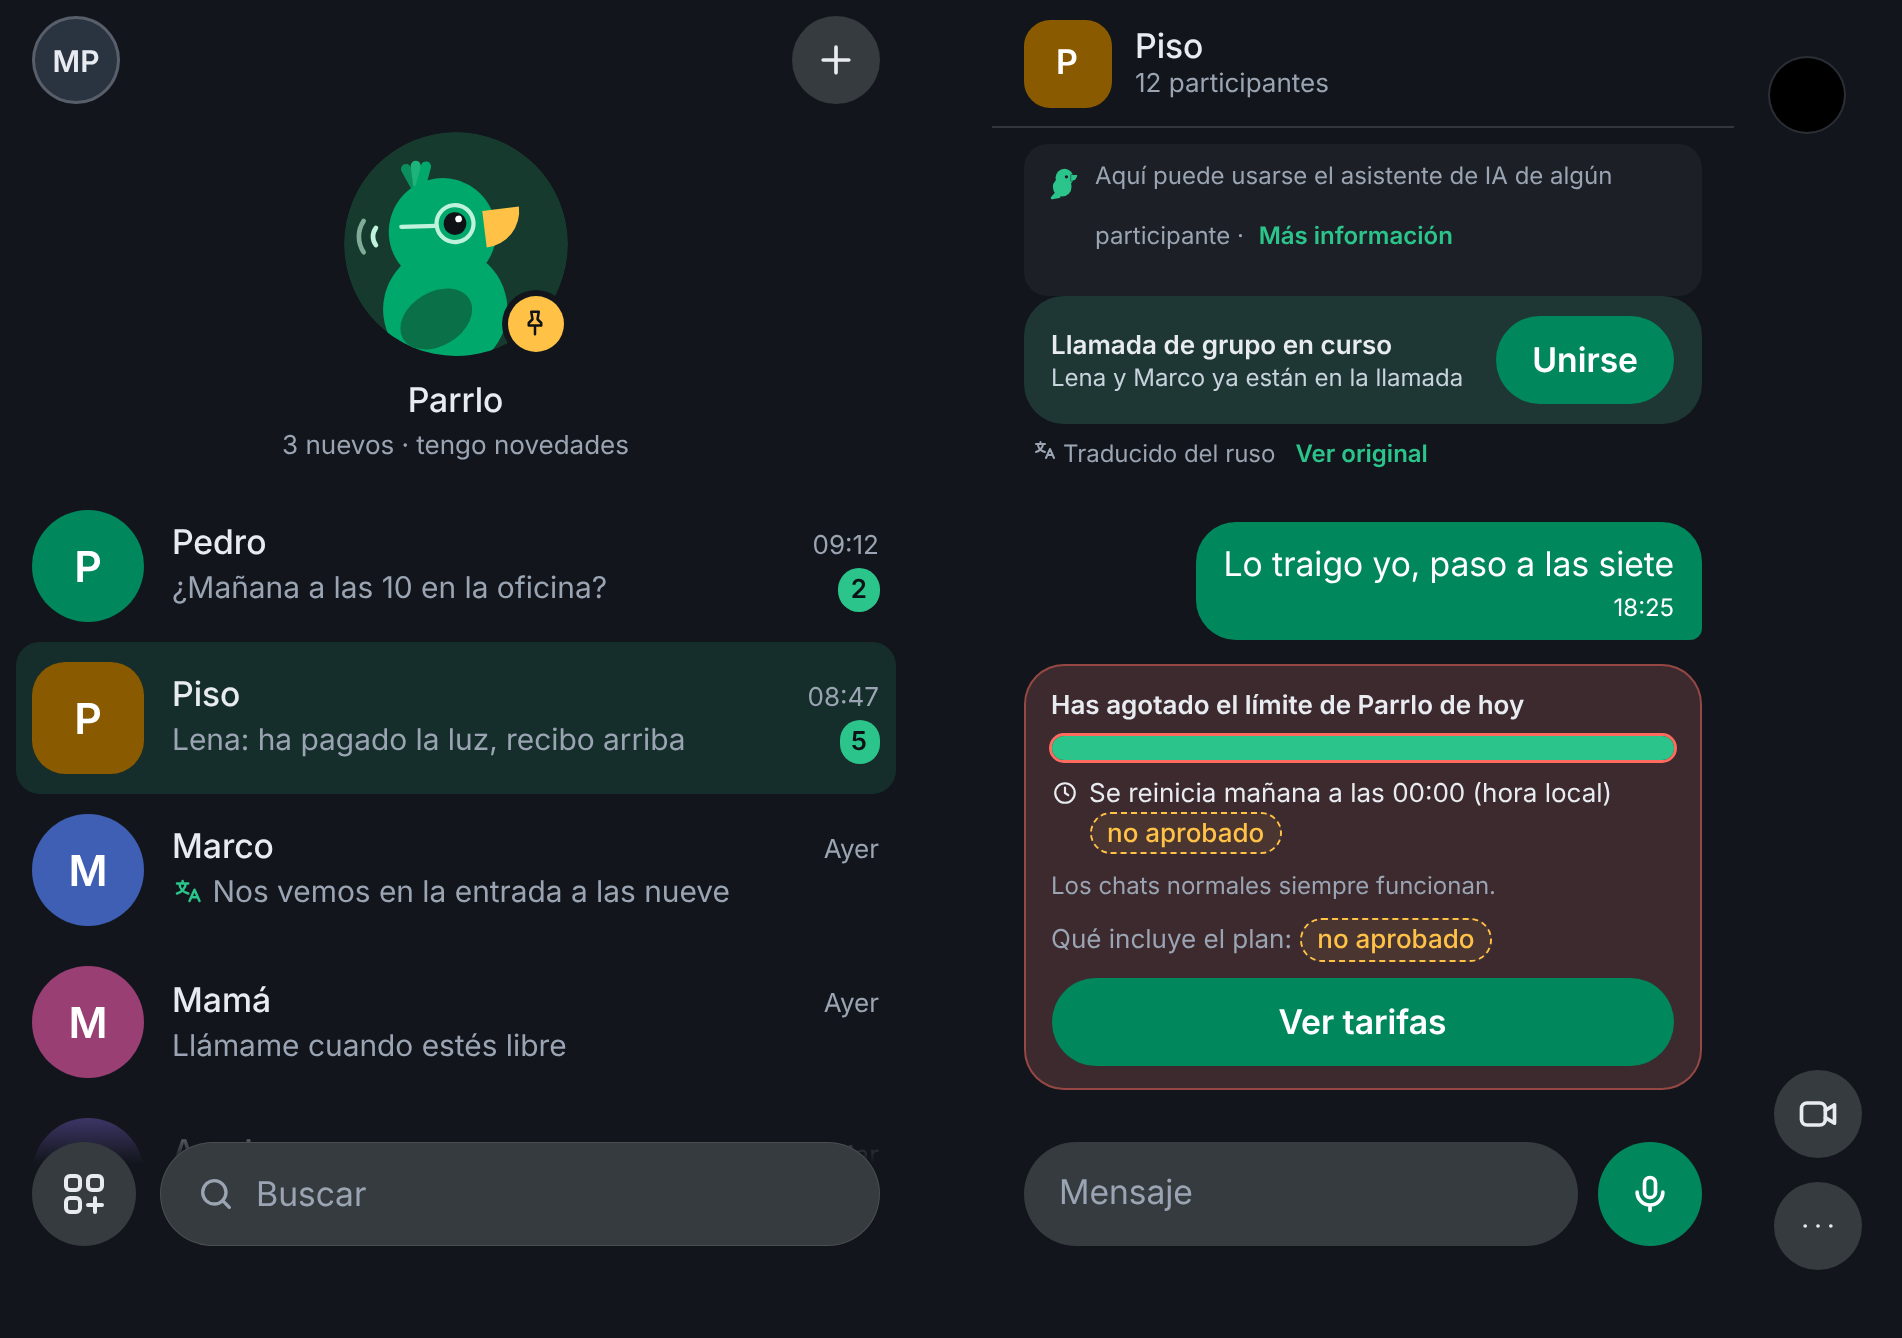 MP
Parrlo
3 nuevos · tengo novedades
P
Pedro
09:12
¿Mañana a las 10 en la oficina?
2
P
Piso
08:47
Lena: ha pagado la luz, recibo arriba
5
M
Marco
Ayer
Nos vemos en la entrada a las nueve
M
Mamá
Ayer
Llámame cuando estés libre
Buscar
P
Piso
12 participantes
Aquí puede usarse el asistente de IA de algún
participante · Más información
Llamada de grupo en curso
Lena y Marco ya están en la llamada
Unirse
Traducido del ruso Ver original
Lo traigo yo, paso a las siete
18:25
Has agotado el límite de Parrlo de hoy
Se reinicia mañana a las 00:00 (hora local)
no aprobado
Los chats normales siempre funcionan.
Qué incluye el plan: no aprobado
Ver tarifas
Mensaje